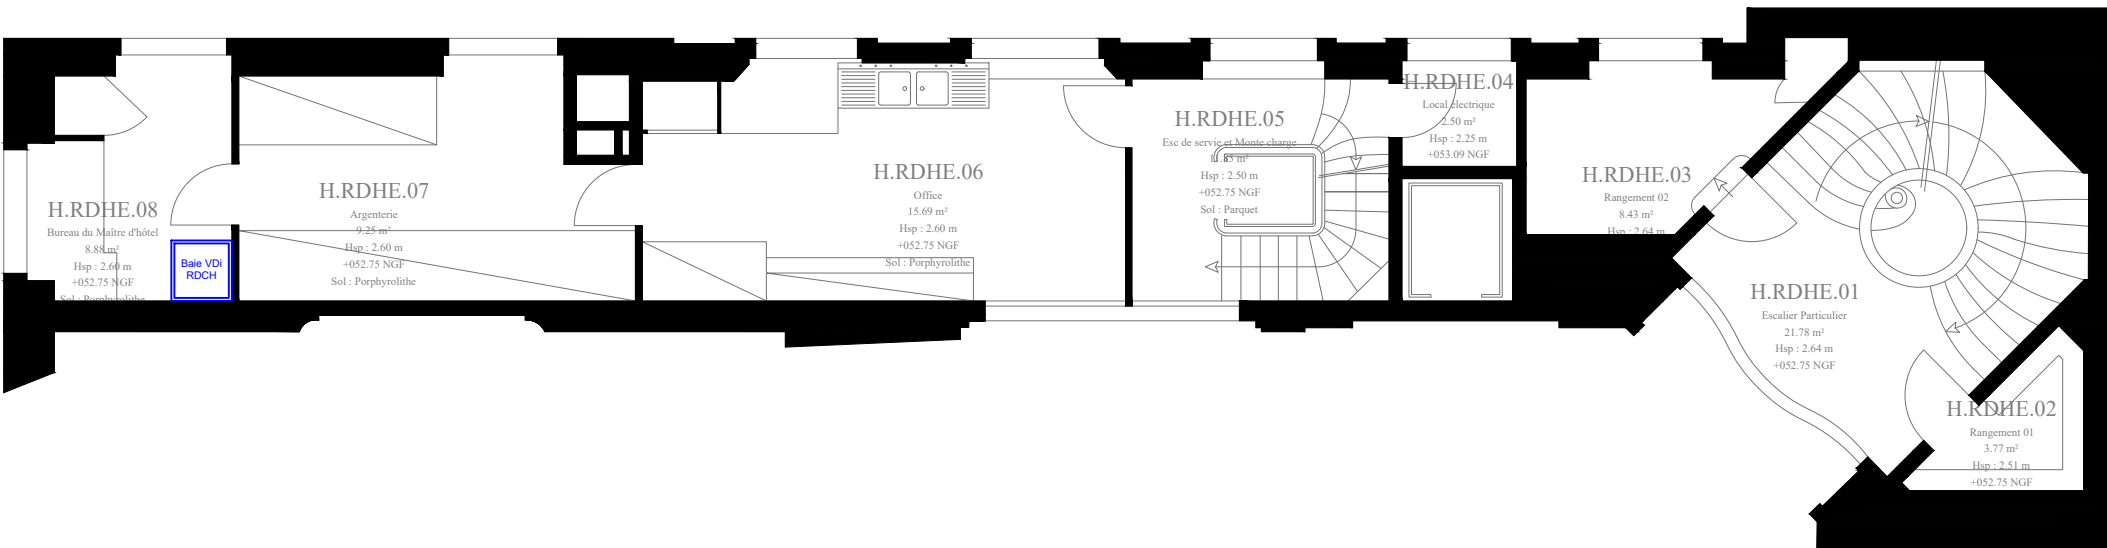 H.RDHE.08
Bureau du Maître d'hôtel
8.88 m²
Hsp : 2.60 m
+052.75 NGF
Sol : Porphyrolithe
Baie VDi
RDCH
H.RDHE.07
Argenterie
9.25 m²
Hsp : 2.60 m
+052.75 NGF
Sol : Porphyrolithe
H.RDHE.06
Office
15.69 m²
Hsp : 2.60 m
+052.75 NGF
Sol : Porphyrolithe
H.RDHE.05
Esc de servie et Monte charge
Hsp : 2.50 m
+052.75 NGF
Sol : Parquet
H.RDHE.04
Local électrique
2.50 m²
Hsp : 2.25 m
+053.09 NGF
H.RDHE.03
Rangement 02
8.43 m²
Hsp : 2.64 m
H.RDHE.01
Escalier Particulier
21.78 m²
Hsp : 2.64 m
+052.75 NGF
H.RDHE.02
Rangement 01
3.77 m²
Hsp : 2.51 m
+052.75 NGF